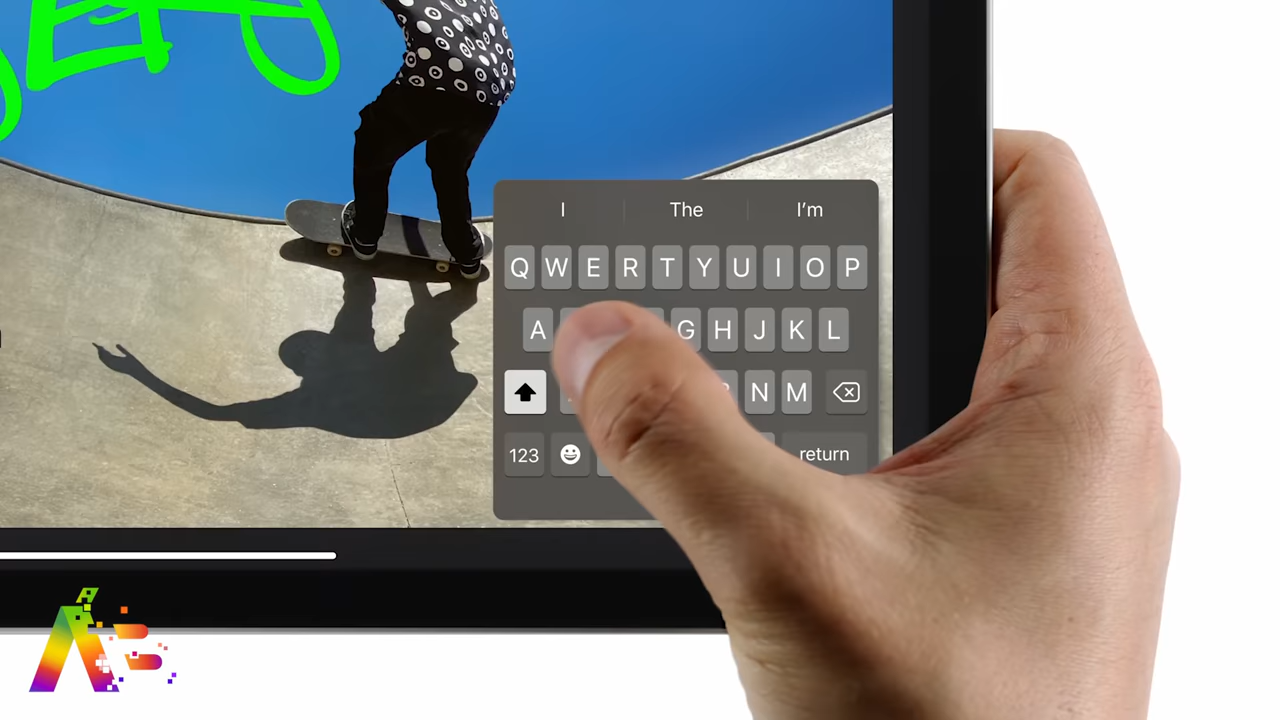 I The I'm
Q W E R T Y U I O P
A G H J K L
N M
123 return